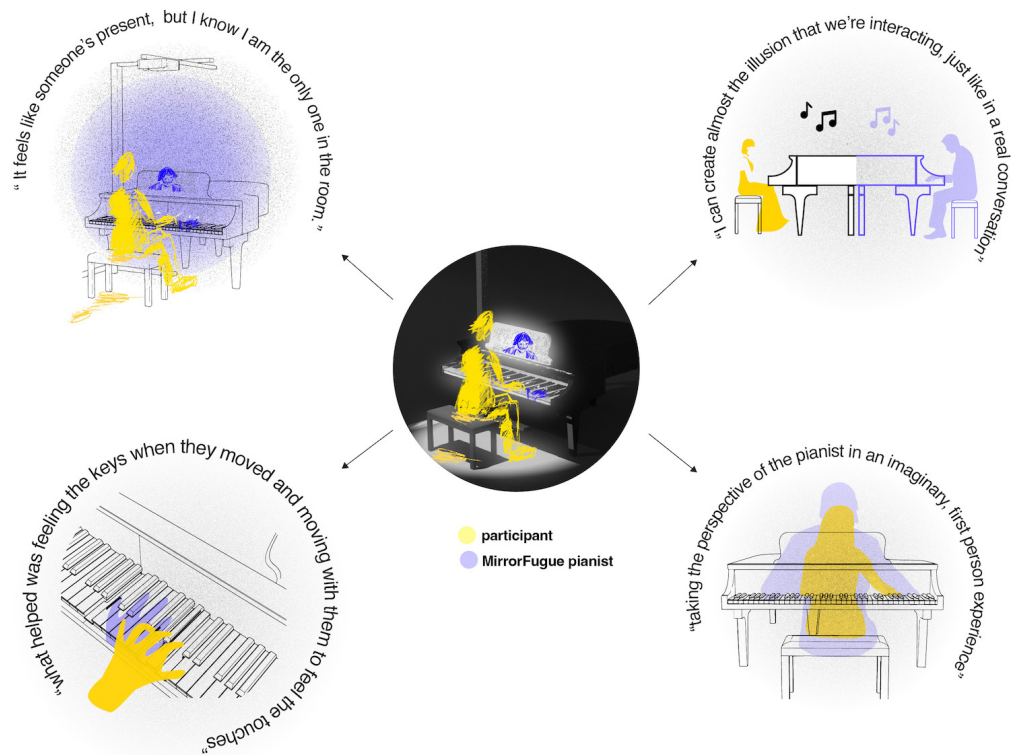 “ It feels like someone’s present, but I know I am the only one in the room.”
“I can create almost the illusion that we’re interacting, just like in a real conversation”
participant
MirrorFugue pianist
“what helped was feeling the keys when they moved and moving with them to feel the touches”
“taking the perspective of the pianist in an imaginary, first person experience”